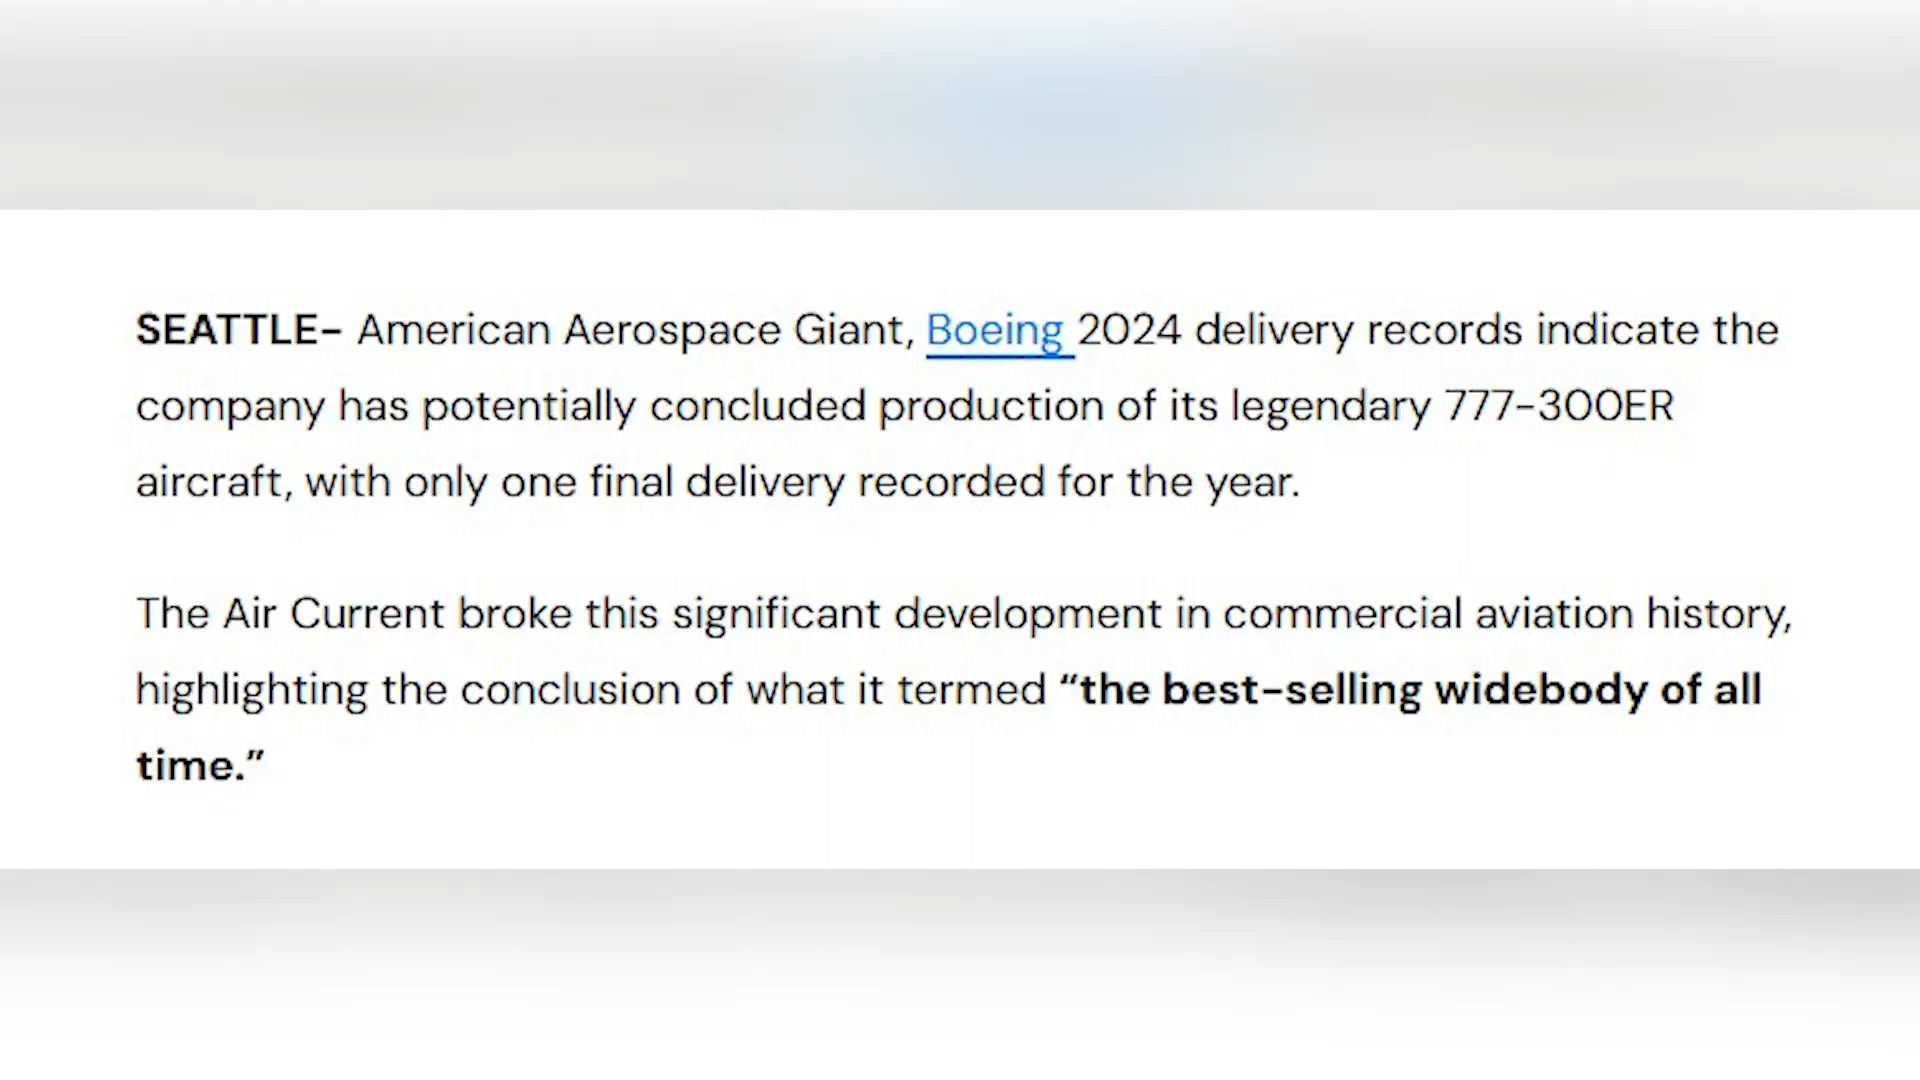 SEATTLE– American Aerospace Giant, Boeing 2024 delivery records indicate the
company has potentially concluded production of its legendary 777-300ER
aircraft, with only one final delivery recorded for the year.
The Air Current broke this significant development in commercial aviation history,
highlighting the conclusion of what it termed “the best-selling widebody of all
time.”